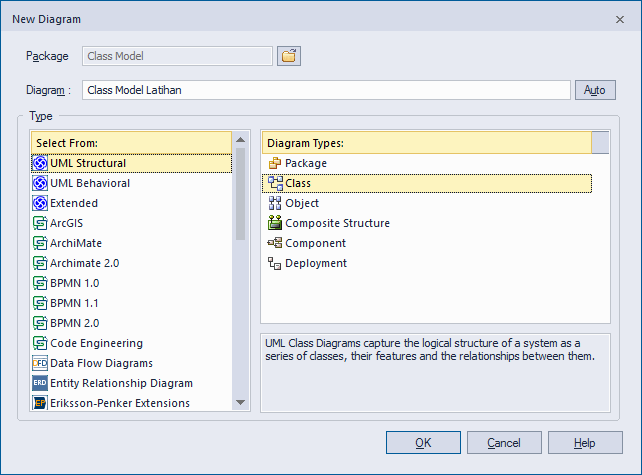 New Diagram
Package Class Model
Diagram : Class Model Latihan Auto
Type
Select From:
UML Structural
UML Behavioral
Extended
ArcGIS
ArchiMate
Archimate 2.0
BPMN 1.0
BPMN 1.1
BPMN 2.0
Code Engineering
DFD Data Flow Diagrams
ERD Entity Relationship Diagram
EP Eriksson-Penker Extensions
Diagram Types:
Package
Class
Object
Composite Structure
Component
Deployment
UML Class Diagrams capture the logical structure of a system as a
series of classes, their features and the relationships between them.
OK Cancel Help